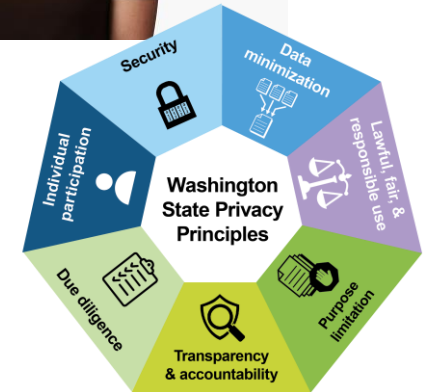 Washington
State Privacy
Principles
Security
Data
minimization
Lawful, fair, &
responsible use
Purpose
limitation
Transparency
& accountability
Due diligence
Individual
participation